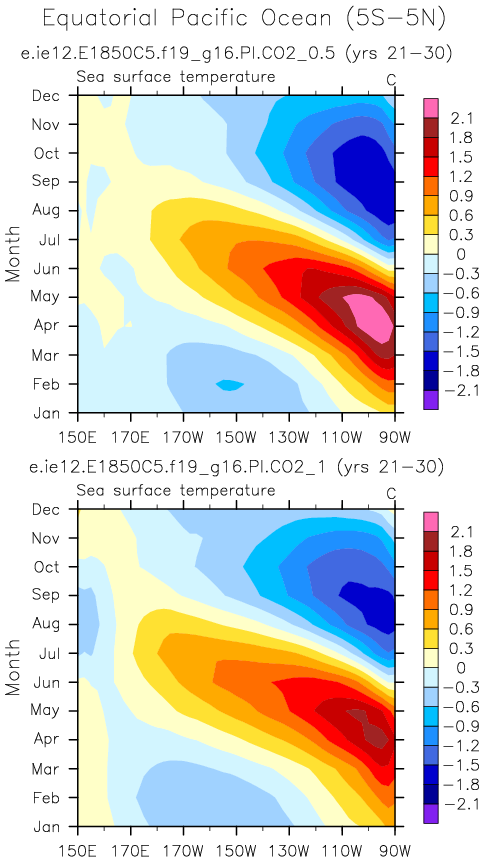 Equatorial Pacific Ocean (5S−5N)
e.ie12.E1850C5.f19_g16.PI.CO2_0.5 (yrs 21−30)
Sea surface temperature C
Dec
Nov
Oct
Sep
Aug
Jul
Jun
May
Apr
Mar
Feb
Jan
Month
150E 170E 170W 150W 130W 110W 90W
2.1
1.8
1.5
1.2
0.9
0.6
0.3
0
−0.3
−0.6
−0.9
−1.2
−1.5
−1.8
−2.1
e.ie12.E1850C5.f19_g16.PI.CO2_1 (yrs 21−30)
Sea surface temperature C
Dec
Nov
Oct
Sep
Aug
Jul
Jun
May
Apr
Mar
Feb
Jan
Month
150E 170E 170W 150W 130W 110W 90W
2.1
1.8
1.5
1.2
0.9
0.6
0.3
0
−0.3
−0.6
−0.9
−1.2
−1.5
−1.8
−2.1